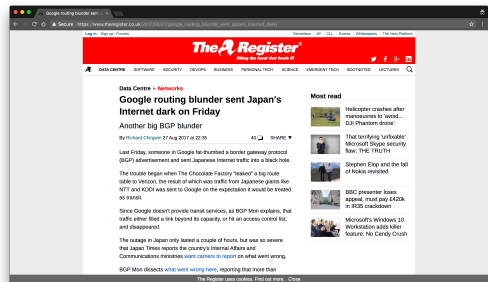 Google routing blunder sent
Secure https://www.theregister.co.uk/2017/08/27/google_routing_blunder_sent_japans_internet_dark/
Log in Sign up Forums
Serverless HP CLL Events Whitepapers The Next Platform
The Register®
Biting the hand that feeds IT
DATA CENTRE SOFTWARE SECURITY DEVOPS BUSINESS PERSONAL TECH SCIENCE EMERGENT TECH BOOTNOTES LECTURES
Data Centre ▸ Networks
Google routing blunder sent Japan's
Internet dark on Friday
Another big BGP blunder
By Richard Chirgwin 27 Aug 2017 at 22:35
40 SHARE ▼
Last Friday, someone in Google fat-thumbed a border gateway protocol
(BGP) advertisement and sent Japanese Internet traffic into a black hole.
The trouble began when The Chocolate Factory "leaked" a big route
table to Verizon, the result of which was traffic from Japanese giants like
NTT and KDDI was sent to Google on the expectation it would be treated
as transit.
Since Google doesn't provide transit services, as BGP Mon explains, that
traffic either filled a link beyond its capacity, or hit an access control list,
and disappeared.
The outage in Japan only lasted a couple of hours, but was so severe
that Japan Times reports the country's Internal Affairs and
Communications ministries want carriers to report on what went wrong.
BGP Mon dissects what went wrong here, reporting that more than
Most read
Helicopter crashes after
manoeuvres to 'avoid...
DJI Phantom drone'
That terrifying 'unfixable'
Microsoft Skype security
flaw: THE TRUTH
Stephen Elop and the fall
of Nokia revisited
BBC presenter loses
appeal, must pay £420k
in IR35 crackdown
Microsoft's Windows 10
Workstation adds killer
feature: No Candy Crush
The Register uses cookies. Find out more. Close